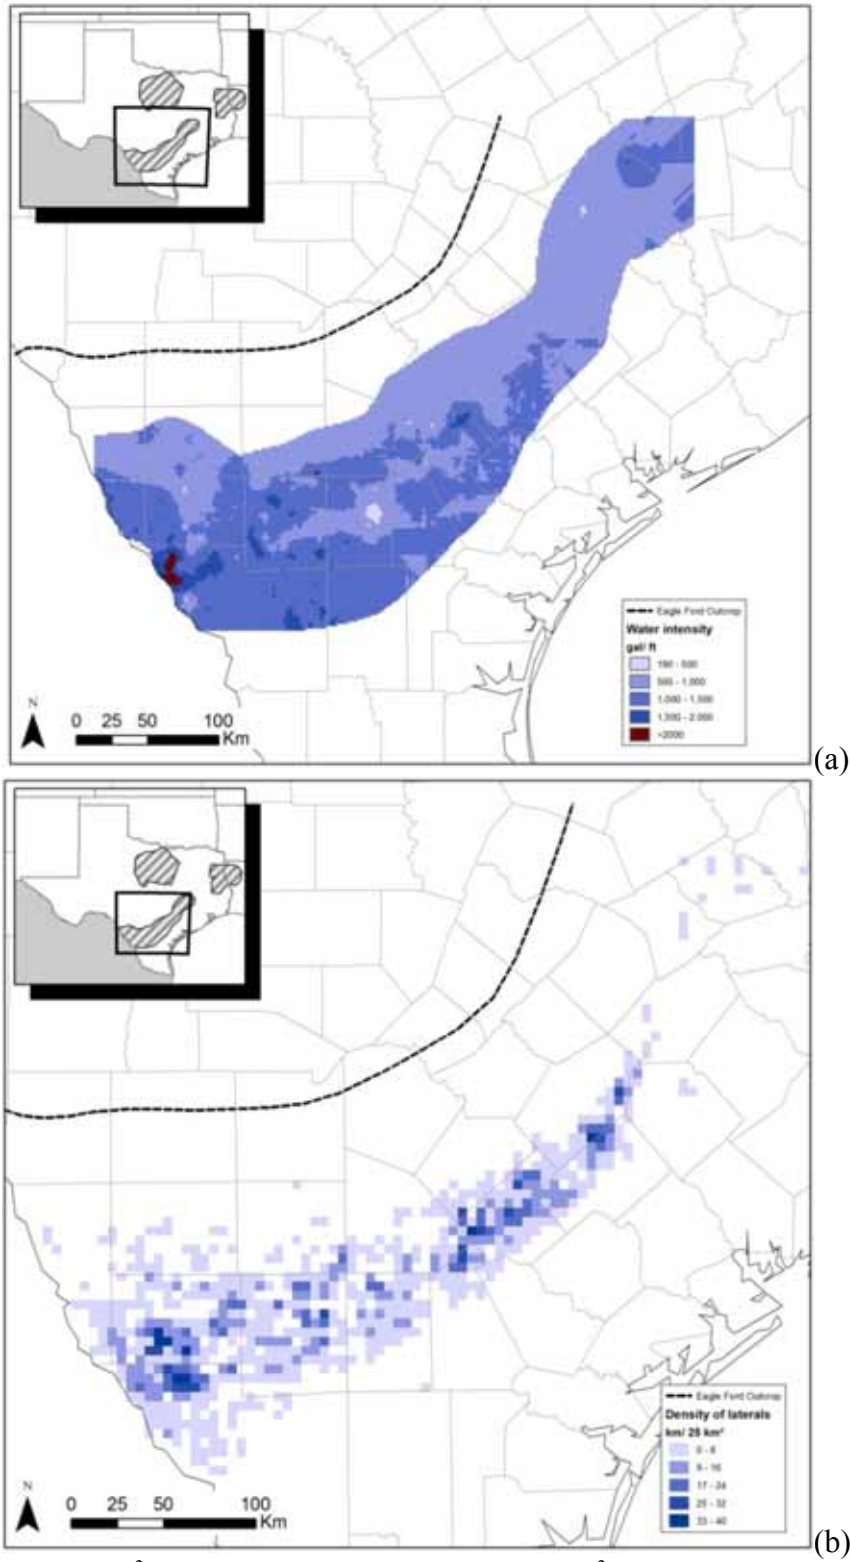 Eagle Ford Outcrop
Water intensity
gal/ ft
500 - 1,000
1,000 - 1,500
1,500 - 2,000
>2000
N
0 25 50 100
Km
(a)
Eagle Ford Outcrop
Density of laterals
km/ 25 km²
0 - 8
9 - 16
17 - 24
25 - 32
33 - 40
N
0 25 50 100
Km
(b)